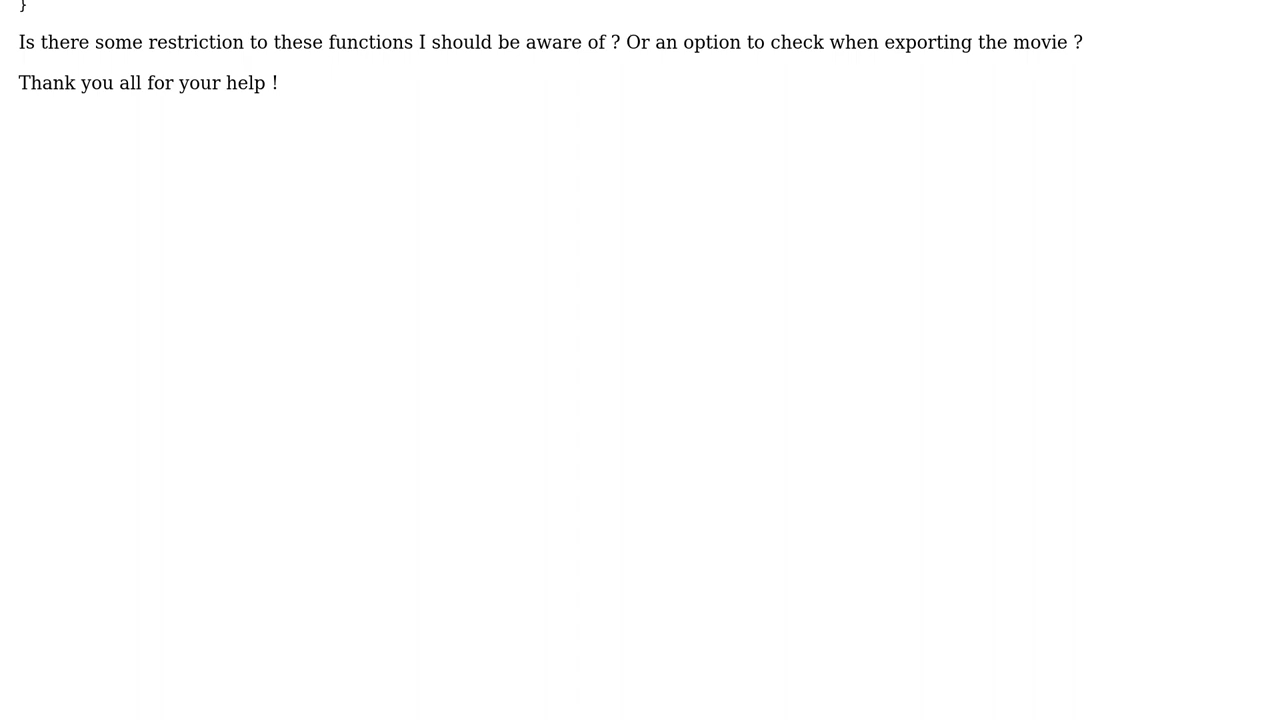 }
Is there some restriction to these functions I should be aware of ? Or an option to check when exporting the movie ?
Thank you all for your help !